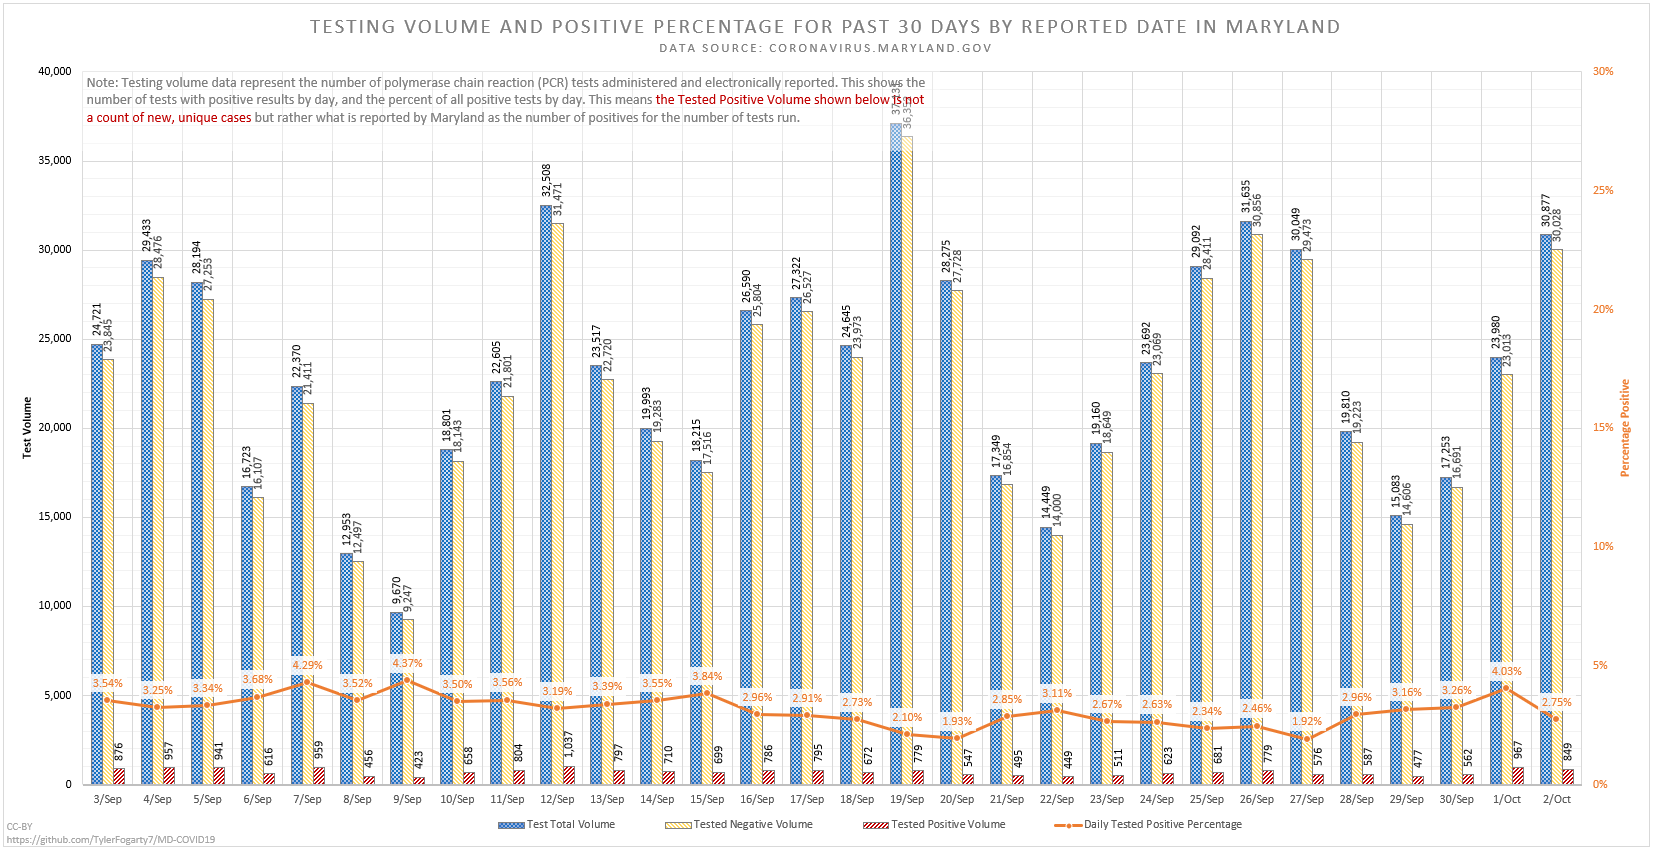 TESTING VOLUME AND POSITIVE PERCENTAGE FOR PAST 30 DAYS BY REPORTED DATE IN MARYLAND
DATA SOURCE: CORONAVIRUS.MARYLAND.GOV
Note: Testing volume data represent the number of polymerase chain reaction (PCR) tests administered and electronically reported. This shows the
number of tests with positive results by day, and the percent of all positive tests by day. This means the Tested Positive Volume shown below is not
a count of new, unique cases but rather what is reported by Maryland as the number of positives for the number of tests run.
Test Volume
40,000
35,000
30,000
25,000
20,000
15,000
10,000
5,000
0
24,721 23,845 3.54% 876
29,433 28,476 3.25% 957
28,194 27,253 3.34% 941
16,723 16,107 3.68% 616
22,370 21,411 4.29% 959
12,953 12,497 3.52% 456
9,670 9,247 4.37% 423
18,801 18,143 3.50% 658
22,605 21,801 3.56% 804
32,508 31,471 3.19% 1,037
23,517 22,720 3.39% 797
19,993 19,283 3.55% 710
18,215 17,516 3.84% 699
26,590 25,804 2.96% 786
27,322 26,527 2.91% 795
24,645 23,973 2.73% 672
2.10% 779
28,275 27,728 1.93% 547
17,349 16,854 2.85% 495
14,449 14,000 3.11% 449
19,160 18,649 2.67% 511
23,692 23,069 2.63% 623
29,092 28,411 2.34% 681
31,635 30,856 2.46% 779
30,049 29,473 1.92% 576
19,810 19,223 2.96% 587
15,083 14,606 3.16% 477
17,253 16,691 3.26% 562
23,980 23,013 4.03% 967
30,877 30,028 2.75% 849
30%
25%
20%
15%
10%
5%
0%
Percentage Positive
3/Sep 4/Sep 5/Sep 6/Sep 7/Sep 8/Sep 9/Sep 10/Sep 11/Sep 12/Sep 13/Sep 14/Sep 15/Sep 16/Sep 17/Sep 18/Sep 19/Sep 20/Sep 21/Sep 22/Sep 23/Sep 24/Sep 25/Sep 26/Sep 27/Sep 28/Sep 29/Sep 30/Sep 1/Oct 2/Oct
Test Total Volume Tested Negative Volume Tested Positive Volume Daily Tested Positive Percentage
CC-BY
https://github.com/TylerFogarty7/MD-COVID19